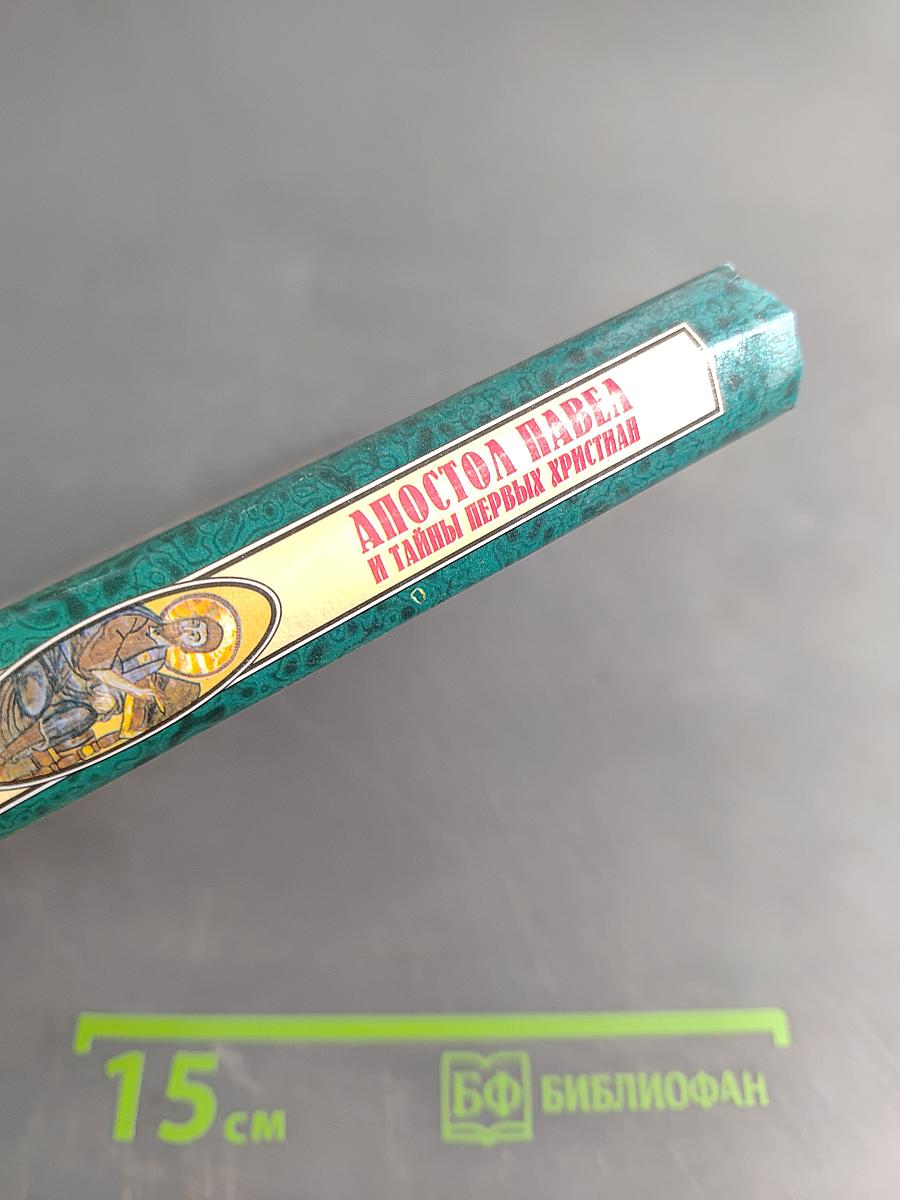 АПОСТОЛ ПАВЕЛ
И ТАЙНЫ ПЕРВЫХ ХРИСТИАН
15 см
БФ БИБЛИОФАН